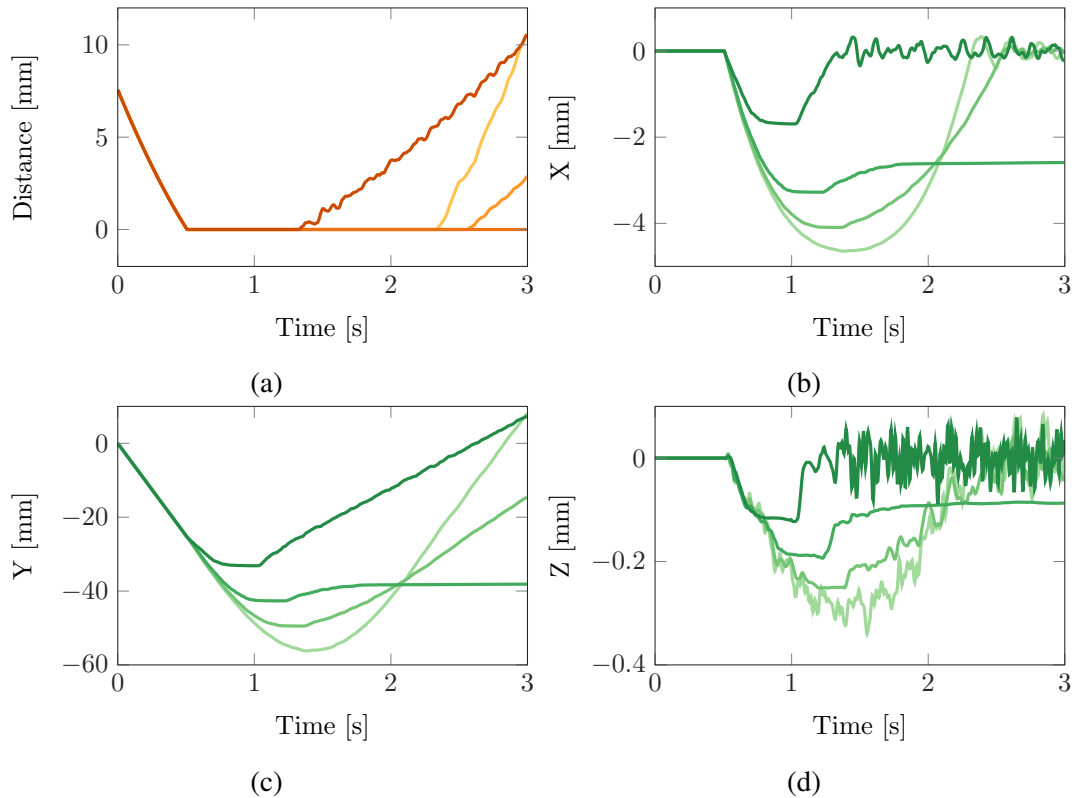 Distance [mm]
10
5
0
0 1 2 3
Time [s]
(a)
X [mm]
0
−2
−4
0 1 2 3
Time [s]
(b)
Y [mm]
0
−20
−40
−60
0 1 2 3
Time [s]
(c)
Z [mm]
0
−0.2
−0.4
0 1 2 3
Time [s]
(d)